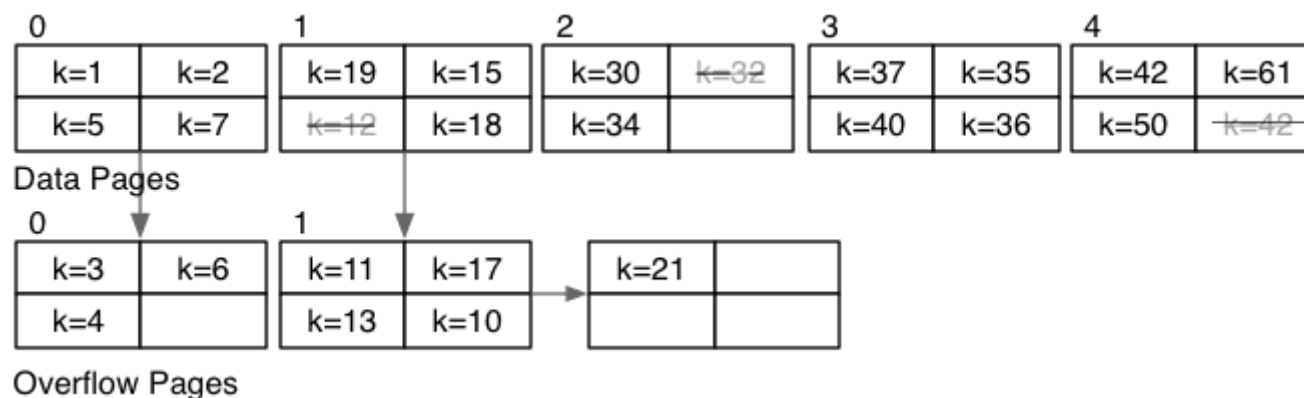 0 1 2 3 4
k=1 k=2 k=19 k=15 k=30 k=32 k=37 k=35 k=42 k=61
k=5 k=7 k=12 k=18 k=34 k=40 k=36 k=50 k=42
Data Pages
0 1
k=3 k=6 k=11 k=17 k=21
k=4 k=13 k=10
Overflow Pages